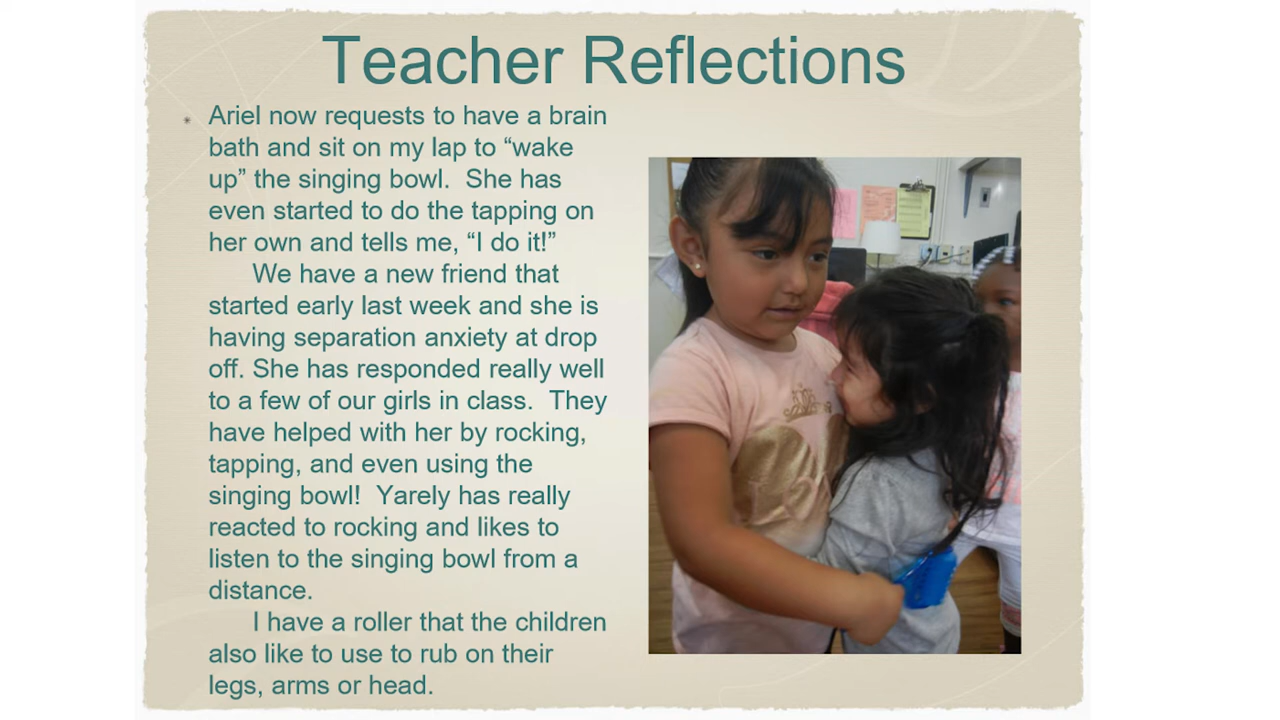 Teacher Reflections
Ariel now requests to have a brain
bath and sit on my lap to “wake
up” the singing bowl.  She has
even started to do the tapping on
her own and tells me, “I do it!”
We have a new friend that
started early last week and she is
having separation anxiety at drop
off. She has responded really well
to a few of our girls in class.  They
have helped with her by rocking,
tapping, and even using the
singing bowl!  Yarely has really
reacted to rocking and likes to
listen to the singing bowl from a
distance.
I have a roller that the children
also like to use to rub on their
legs, arms or head.